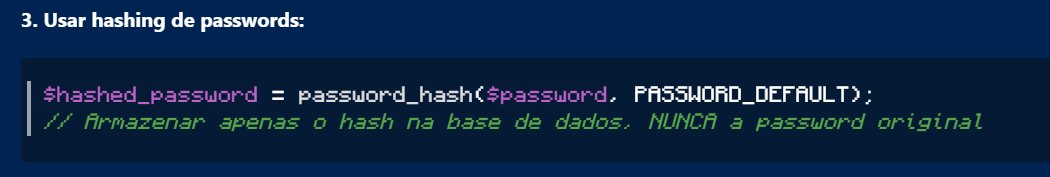 3. Usar hashing de passwords:
$hashed_password = password_hash($password, PASSWORD_DEFAULT);
// Armazenar apenas o hash na base de dados, NUNCA a password original